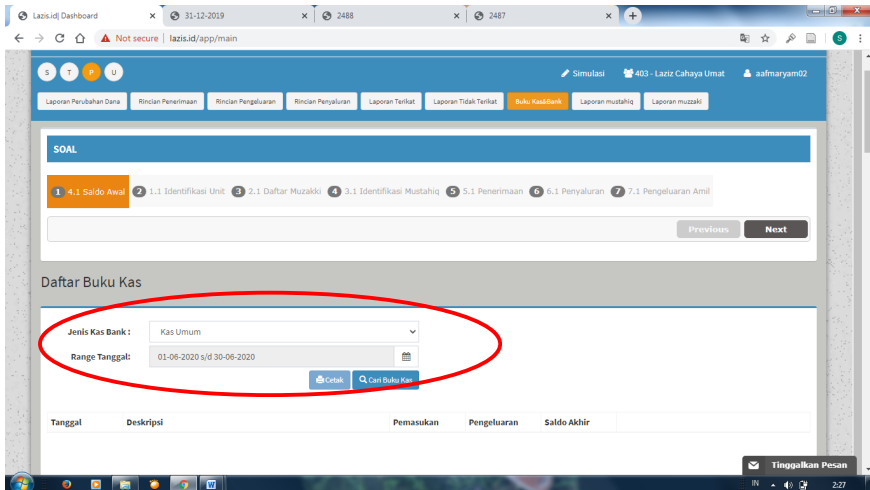 Lazis.id| Dashboard
31-12-2019
2488
2487
Not secure
lazis.id/app/main
S
S T P U
Simulasi
403 - Laziz Cahaya Umat
aafmaryam02
Laporan Perubahan Dana
Rincian Penerimaan
Rincian Pengeluaran
Rincian Penyaluran
Laporan Terikat
Laporan Tidak Terikat
Buku Kas&Bank
Laporan mustahiq
Laporan muzzaki
SOAL
1 4.1 Saldo Awal
2 1.1 Identifikasi Unit
3 2.1 Daftar Muzakki
4 3.1 Identifikasi Mustahiq
5 5.1 Penerimaan
6 6.1 Penyaluran
7 7.1 Pengeluaran Amil
Previous
Next
Daftar Buku Kas
Jenis Kas Bank :
Kas Umum
Range Tanggal:
01-06-2020 s/d 30-06-2020
Cetak
Cari Buku Kas
Tanggal
Deskripsi
Pemasukan
Pengeluaran
Saldo Akhir
Tinggalkan Pesan
IN
2:27